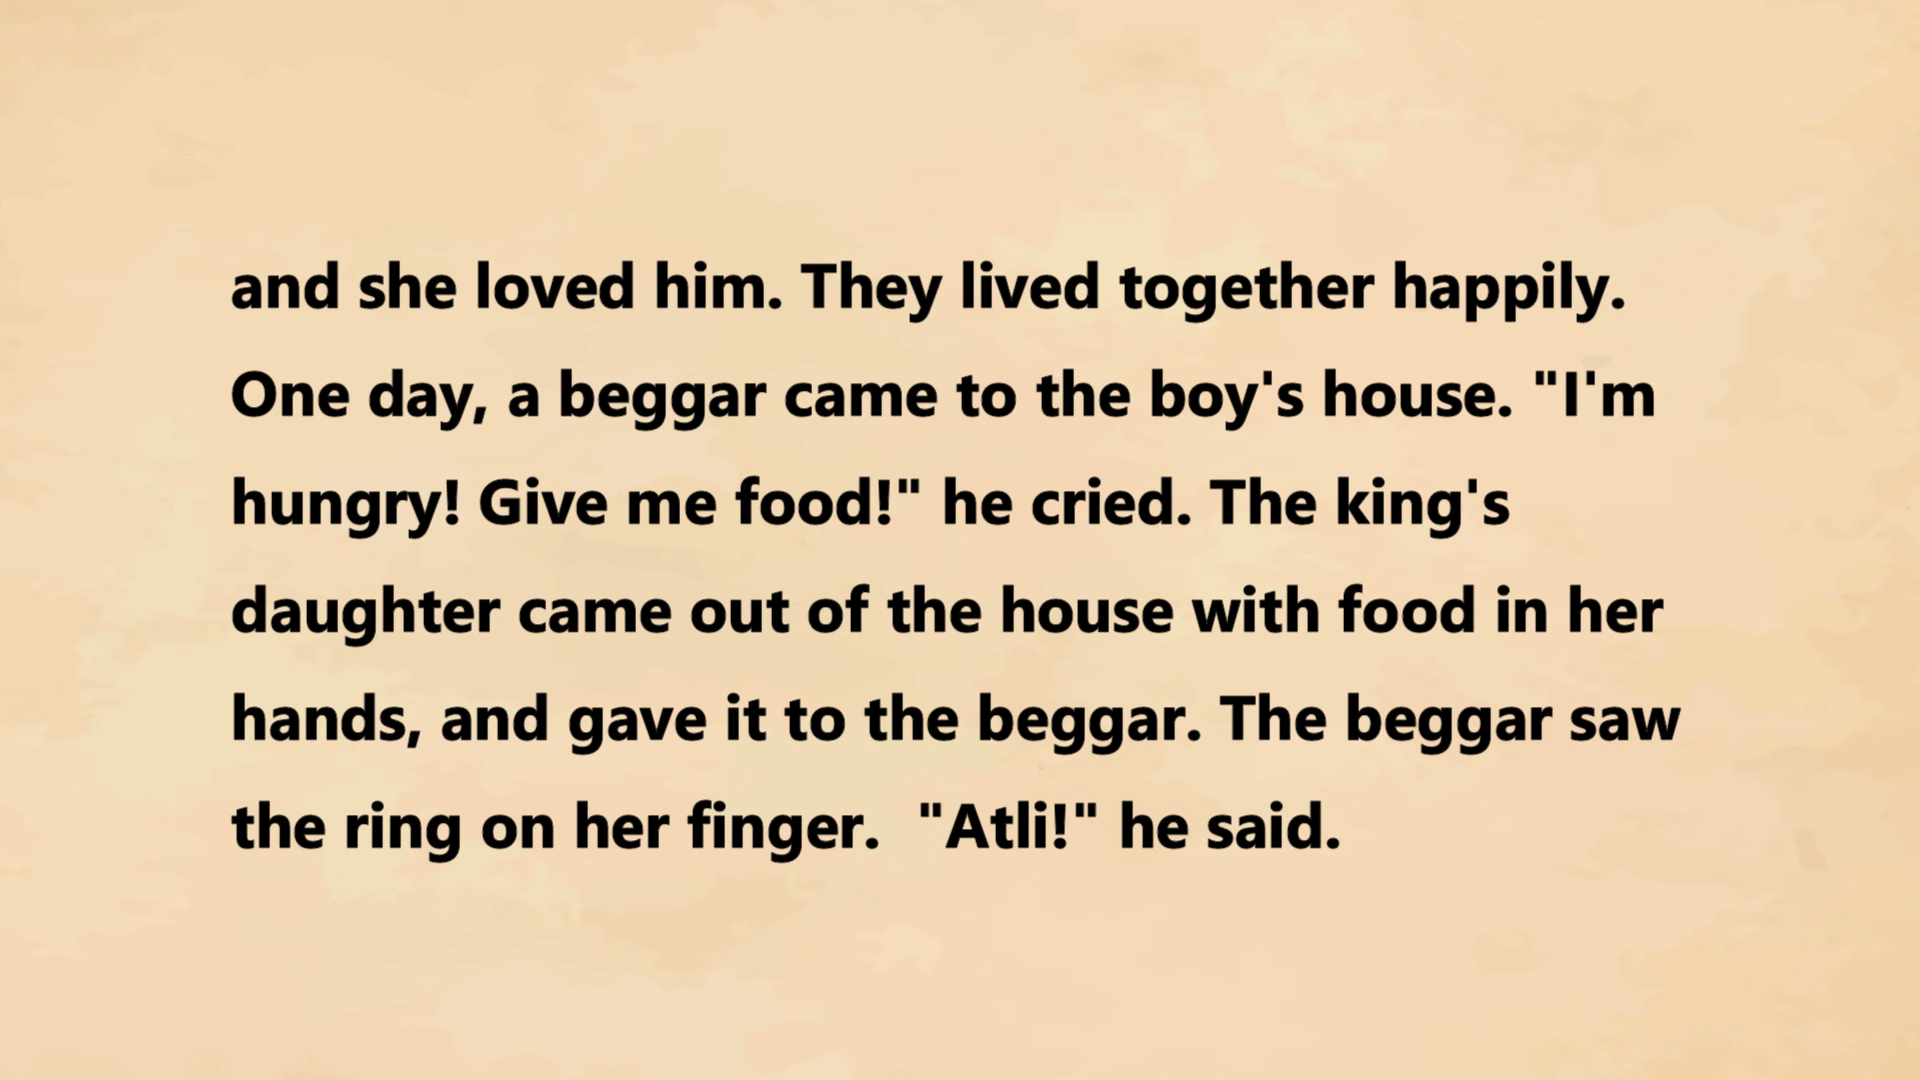 and she loved him. They lived together happily.
One day, a beggar came to the boy's house. "I'm
hungry! Give me food!" he cried. The king's
daughter came out of the house with food in her
hands, and gave it to the beggar. The beggar saw
the ring on her finger.  "Atli!" he said.